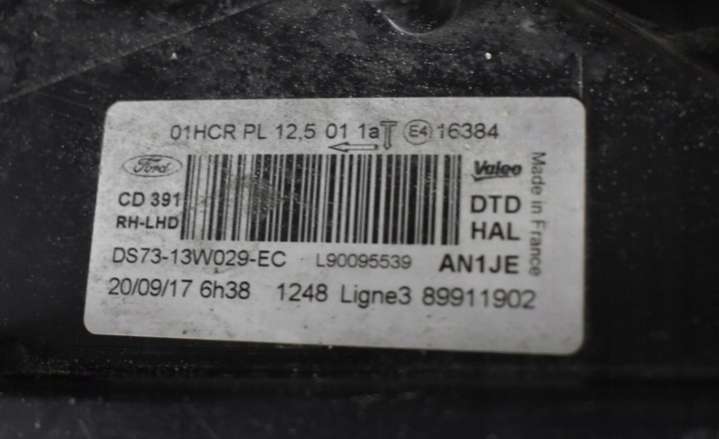 01HCR PL 12,5 01 1a E4 16384
Ford
Valeo
CD 391
RH-LHD
DTD
HAL
DS73-13W029-EC L90095539 AN1JE
20/09/17 6h38 1248 Ligne3 89911902
Made in France